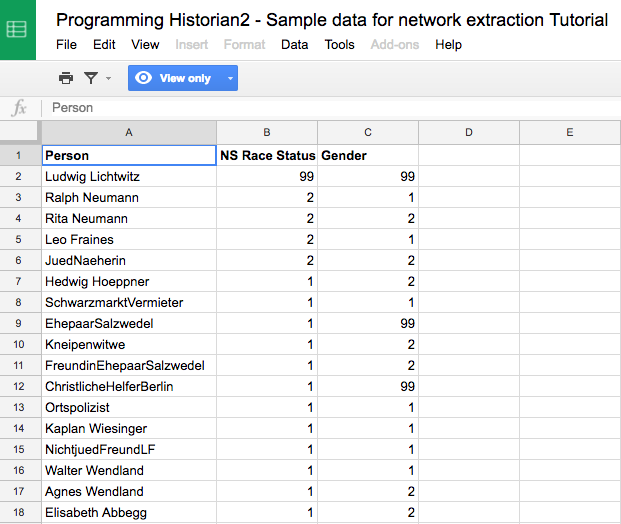 Programming Historian2 - Sample data for network extraction Tutorial
File Edit View Insert Format Data Tools Add-ons Help
View only
fx Person
A B C D E
1 Person NS Race Status Gender
2 Ludwig Lichtwitz 99 99
3 Ralph Neumann 2 1
4 Rita Neumann 2 2
5 Leo Fraines 2 1
6 JuedNaeherin 2 2
7 Hedwig Hoeppner 1 2
8 SchwarzmarktVermieter 1 1
9 EhepaarSalzwedel 1 99
10 Kneipenwitwe 1 2
11 FreundinEhepaarSalzwedel 1 2
12 ChristlicheHelferBerlin 1 99
13 Ortspolizist 1 1
14 Kaplan Wiesinger 1 1
15 NichtjuedFreundLF 1 1
16 Walter Wendland 1 1
17 Agnes Wendland 1 2
18 Elisabeth Abbegg 1 2